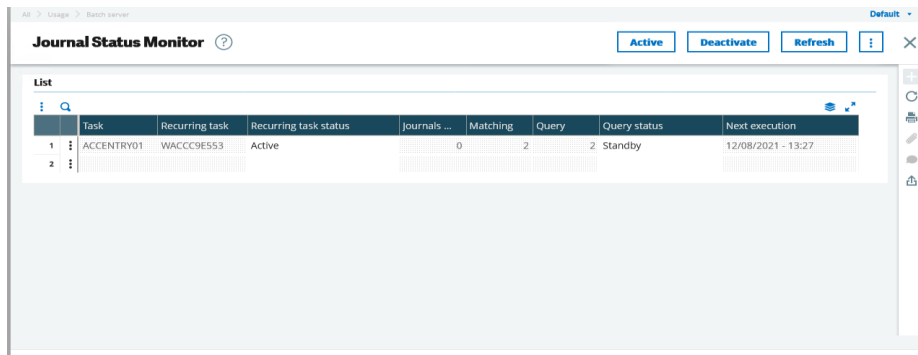 All > Usage > Batch server
Default
Journal Status Monitor ?
Active Deactivate Refresh
List
Task Recurring task Recurring task status Journals ... Matching Query Query status Next execution
1 ACCENTRY01 WACCC9E553 Active 0 2 2 Standby 12/08/2021 - 13:27
2